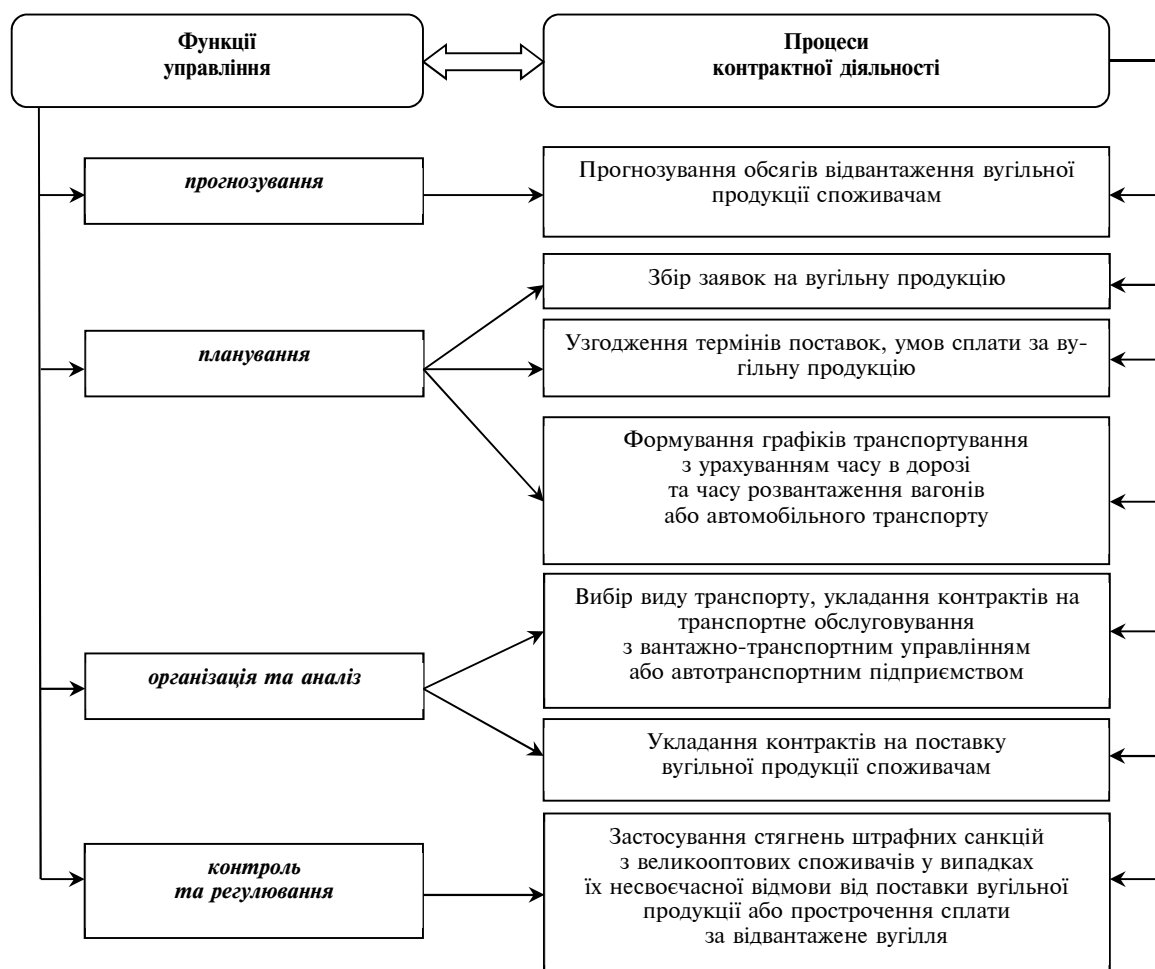 Функції
управління
Процеси
контрактної діяльності
прогнозування
Прогнозування обсягів відвантаження вугільної
продукції споживачам
планування
Збір заявок на вугільну продукцію
Узгодження термінів поставок, умов сплати за ву-
гільну продукцію
Формування графіків транспортування
з урахуванням часу в дорозі
та часу розвантаження вагонів
або автомобільного транспорту
організація та аналіз
Вибір виду транспорту, укладання контрактів на
транспортне обслуговування
з вантажно-транспортним управлінням
або автотранспортним підприємством
Укладання контрактів на поставку
вугільної продукції споживачам
контроль
та регулювання
Застосування стягнень штрафних санкцій
з великооптових споживачів у випадках
їх несвоєчасної відмови від поставки вугільної
продукції або прострочення сплати
за відвантажене вугілля